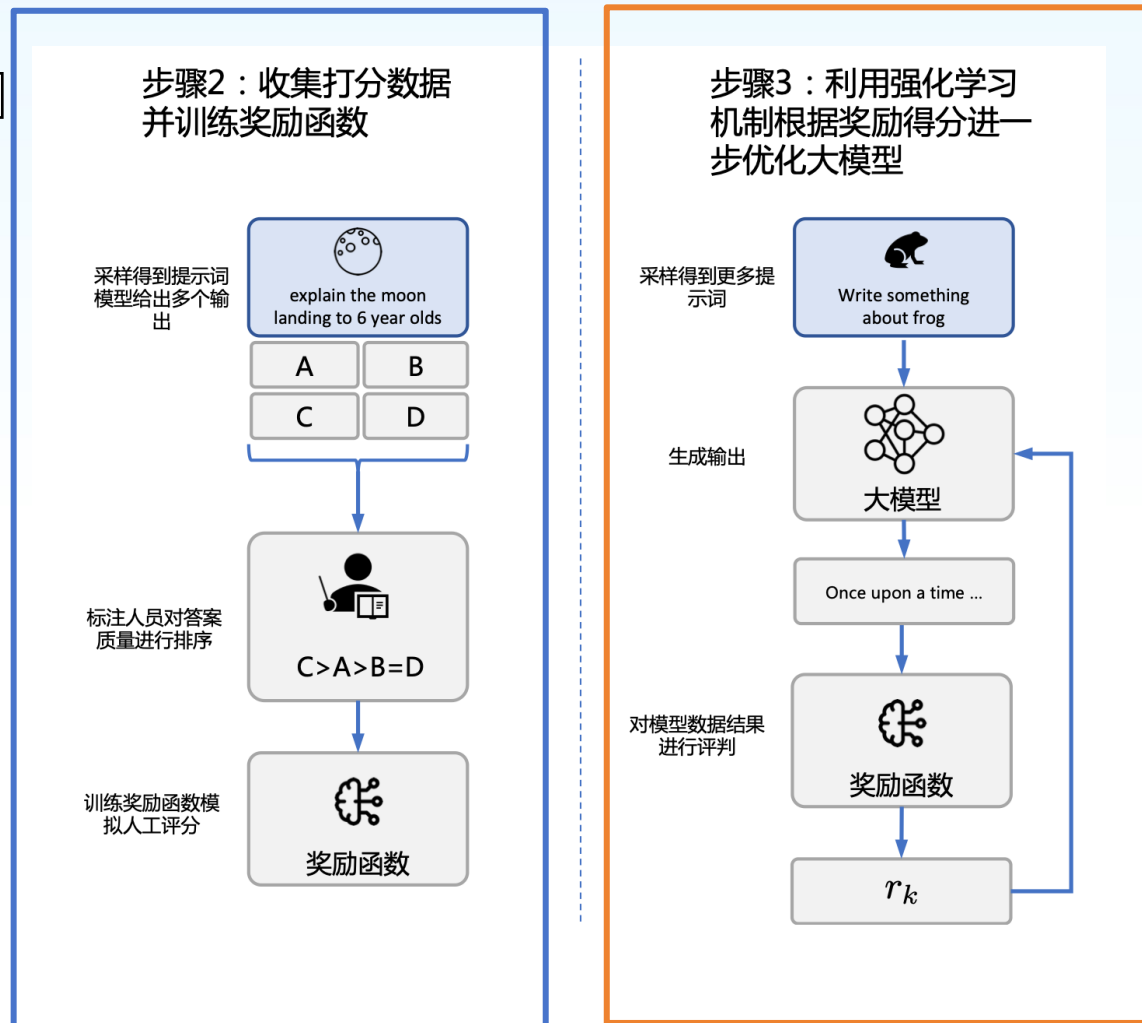 步骤2：收集打分数据
并训练奖励函数
采样得到提示词
模型给出多个输
出
explain the moon
landing to 6 year olds
A
B
C
D
标注人员对答案
质量进行排序
C>A>B=D
训练奖励函数模
拟人工评分
奖励函数
步骤3：利用强化学习
机制根据奖励得分进一
步优化大模型
采样得到更多提
示词
Write something
about frog
生成输出
大模型
Once upon a time ...
对模型数据结果
进行评判
奖励函数
r_k